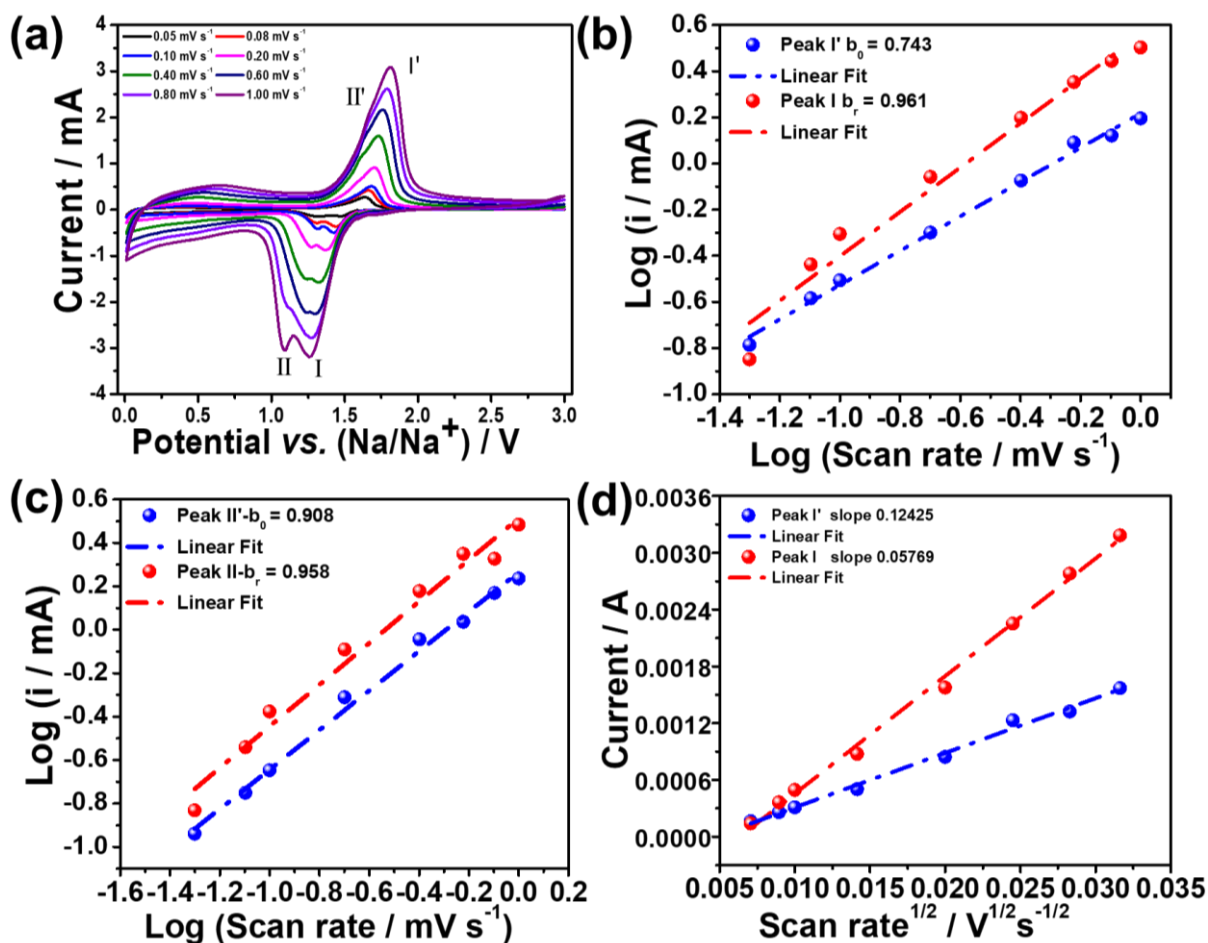 (a)
4
3
2
1
0
-1
-2
-3
-4
Current / mA
0.05 mV s⁻¹ 0.08 mV s⁻¹
0.10 mV s⁻¹ 0.20 mV s⁻¹
0.40 mV s⁻¹ 0.60 mV s⁻¹
0.80 mV s⁻¹ 1.00 mV s⁻¹
I'
II'
II
I
0.0 0.5 1.0 1.5 2.0 2.5 3.0
Potential vs. (Na/Na⁺) / V
(b)
0.6
0.4
0.2
0.0
-0.2
-0.4
-0.6
-0.8
-1.0
Log (i / mA)
Peak I' b₀ = 0.743
Linear Fit
Peak I bᵣ = 0.961
Linear Fit
-1.4 -1.2 -1.0 -0.8 -0.6 -0.4 -0.2 0.0
Log (Scan rate / mV s⁻¹)
(c)
0.6
0.4
0.2
0.0
-0.2
-0.4
-0.6
-0.8
-1.0
Log (i / mA)
Peak II'-b₀ = 0.908
Linear Fit
Peak II-bᵣ = 0.958
Linear Fit
-1.6 -1.4 -1.2 -1.0 -0.8 -0.6 -0.4 -0.2 0.0 0.2
Log (Scan rate / mV s⁻¹)
(d)
0.0036
0.0030
0.0024
0.0018
0.0012
0.0006
0.0000
Current / A
Peak I' slope 0.12425
Linear Fit
Peak I slope 0.05769
Linear Fit
0.005 0.010 0.015 0.020 0.025 0.030 0.035
Scan rate^1/2 / V^1/2 s^-1/2